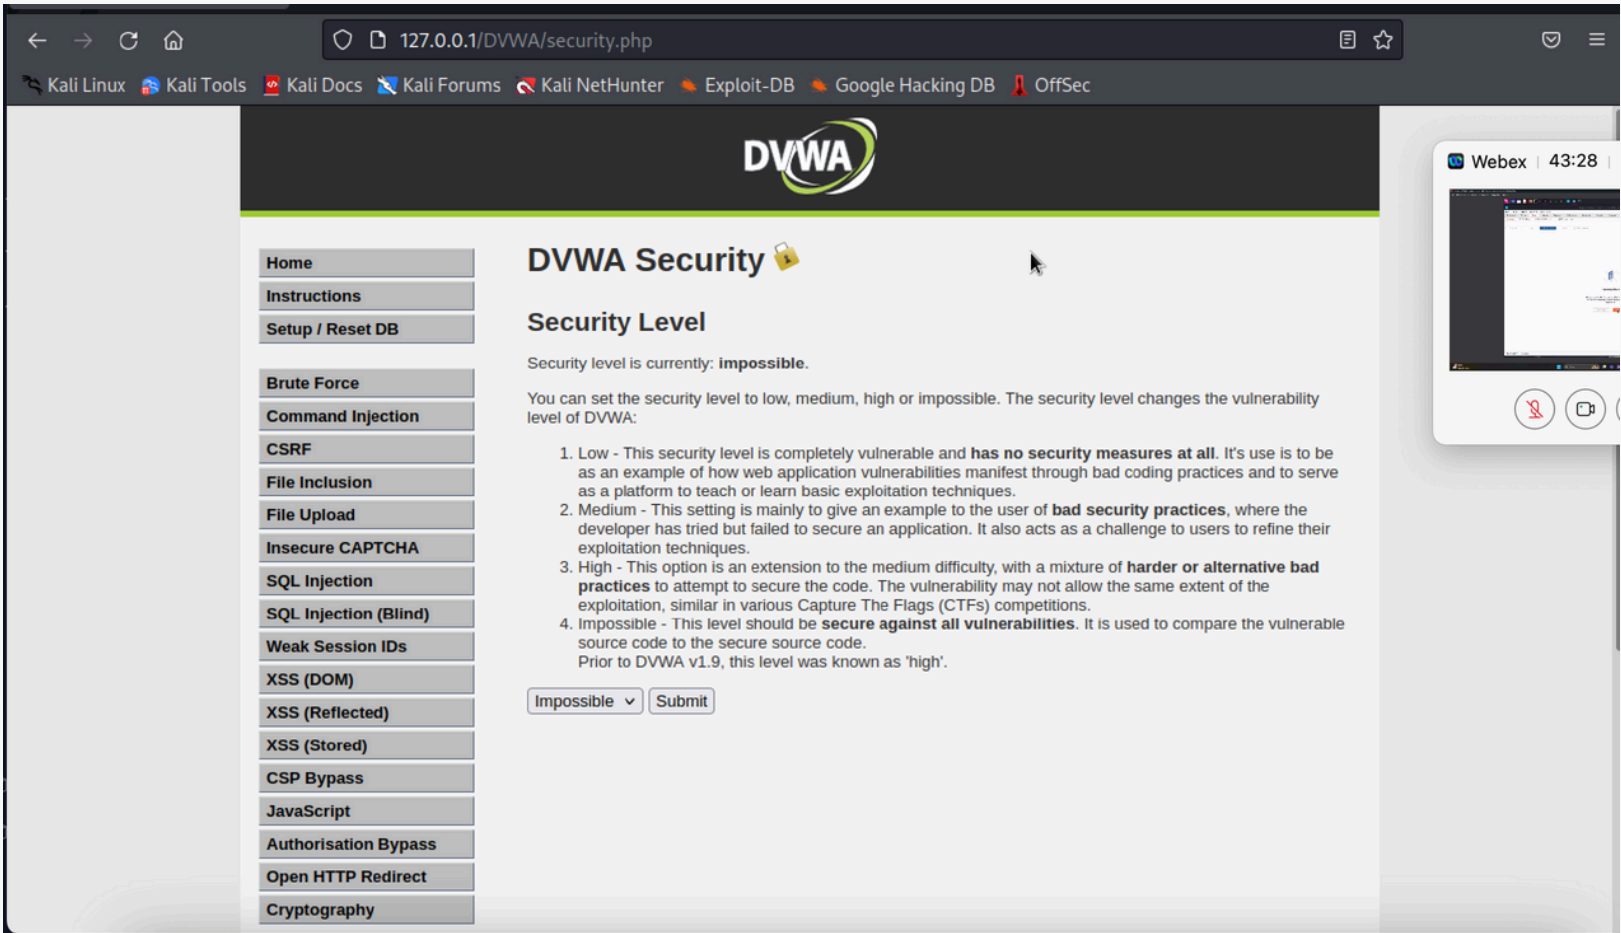 127.0.0.1/DVWA/security.php
Kali Linux Kali Tools Kali Docs Kali Forums Kali NetHunter Exploit-DB Google Hacking DB OffSec
DVWA
Webex 43:28
Home
Instructions
Setup / Reset DB
Brute Force
Command Injection
CSRF
File Inclusion
File Upload
Insecure CAPTCHA
SQL Injection
SQL Injection (Blind)
Weak Session IDs
XSS (DOM)
XSS (Reflected)
XSS (Stored)
CSP Bypass
JavaScript
Authorisation Bypass
Open HTTP Redirect
Cryptography
DVWA Security
Security Level
Security level is currently: impossible.
You can set the security level to low, medium, high or impossible. The security level changes the vulnerability
level of DVWA:
1. Low - This security level is completely vulnerable and has no security measures at all. It's use is to be
as an example of how web application vulnerabilities manifest through bad coding practices and to serve
as a platform to teach or learn basic exploitation techniques.
2. Medium - This setting is mainly to give an example to the user of bad security practices, where the
developer has tried but failed to secure an application. It also acts as a challenge to users to refine their
exploitation techniques.
3. High - This option is an extension to the medium difficulty, with a mixture of harder or alternative bad
practices to attempt to secure the code. The vulnerability may not allow the same extent of the
exploitation, similar in various Capture The Flags (CTFs) competitions.
4. Impossible - This level should be secure against all vulnerabilities. It is used to compare the vulnerable
source code to the secure source code.
Prior to DVWA v1.9, this level was known as 'high'.
Impossible Submit